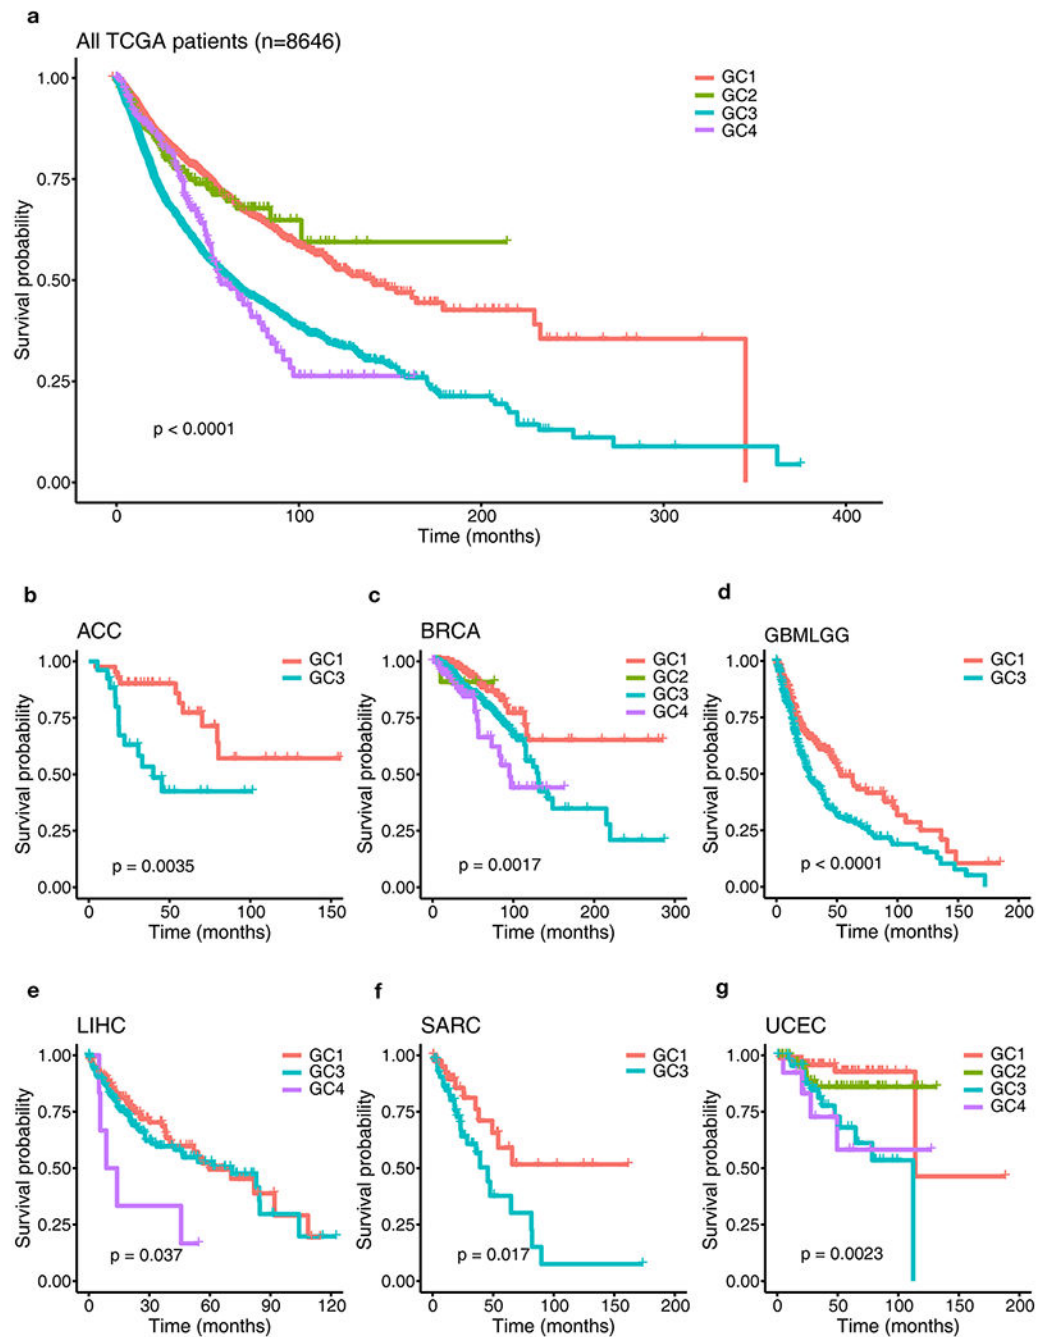 a
All TCGA patients (n=8646)
GC1
GC2
GC3
GC4
1.00
0.75
0.50
0.25
0.00
Survival probability
p < 0.0001
0 100 200 300 400
Time (months)
b
ACC
GC1
GC3
1.00
0.75
0.50
0.25
0.00
Survival probability
p = 0.0035
0 50 100 150
Time (months)
c
BRCA
GC1
GC2
GC3
GC4
1.00
0.75
0.50
0.25
0.00
Survival probability
p = 0.0017
0 100 200 300
Time (months)
d
GBMLGG
GC1
GC3
1.00
0.75
0.50
0.25
0.00
Survival probability
p < 0.0001
0 50 100 150 200
Time (months)
e
LIHC
GC1
GC3
GC4
1.00
0.75
0.50
0.25
0.00
Survival probability
p = 0.037
0 30 60 90 120
Time (months)
f
SARC
GC1
GC3
1.00
0.75
0.50
0.25
0.00
Survival probability
p = 0.017
0 50 100 150 200
Time (months)
g
UCEC
GC1
GC2
GC3
GC4
1.00
0.75
0.50
0.25
0.00
Survival probability
p = 0.0023
0 50 100 150 200
Time (months)